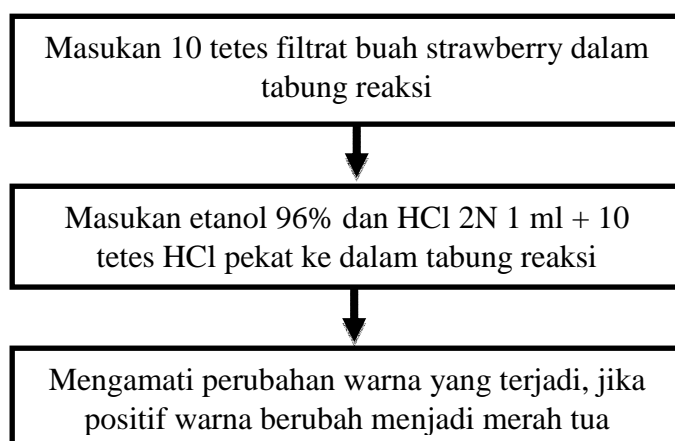 Masukan 10 tetes filtrat buah strawberry dalam
tabung reaksi
Masukan etanol 96% dan HCl 2N 1 ml + 10
tetes HCl pekat ke dalam tabung reaksi
Mengamati perubahan warna yang terjadi, jika
positif warna berubah menjadi merah tua